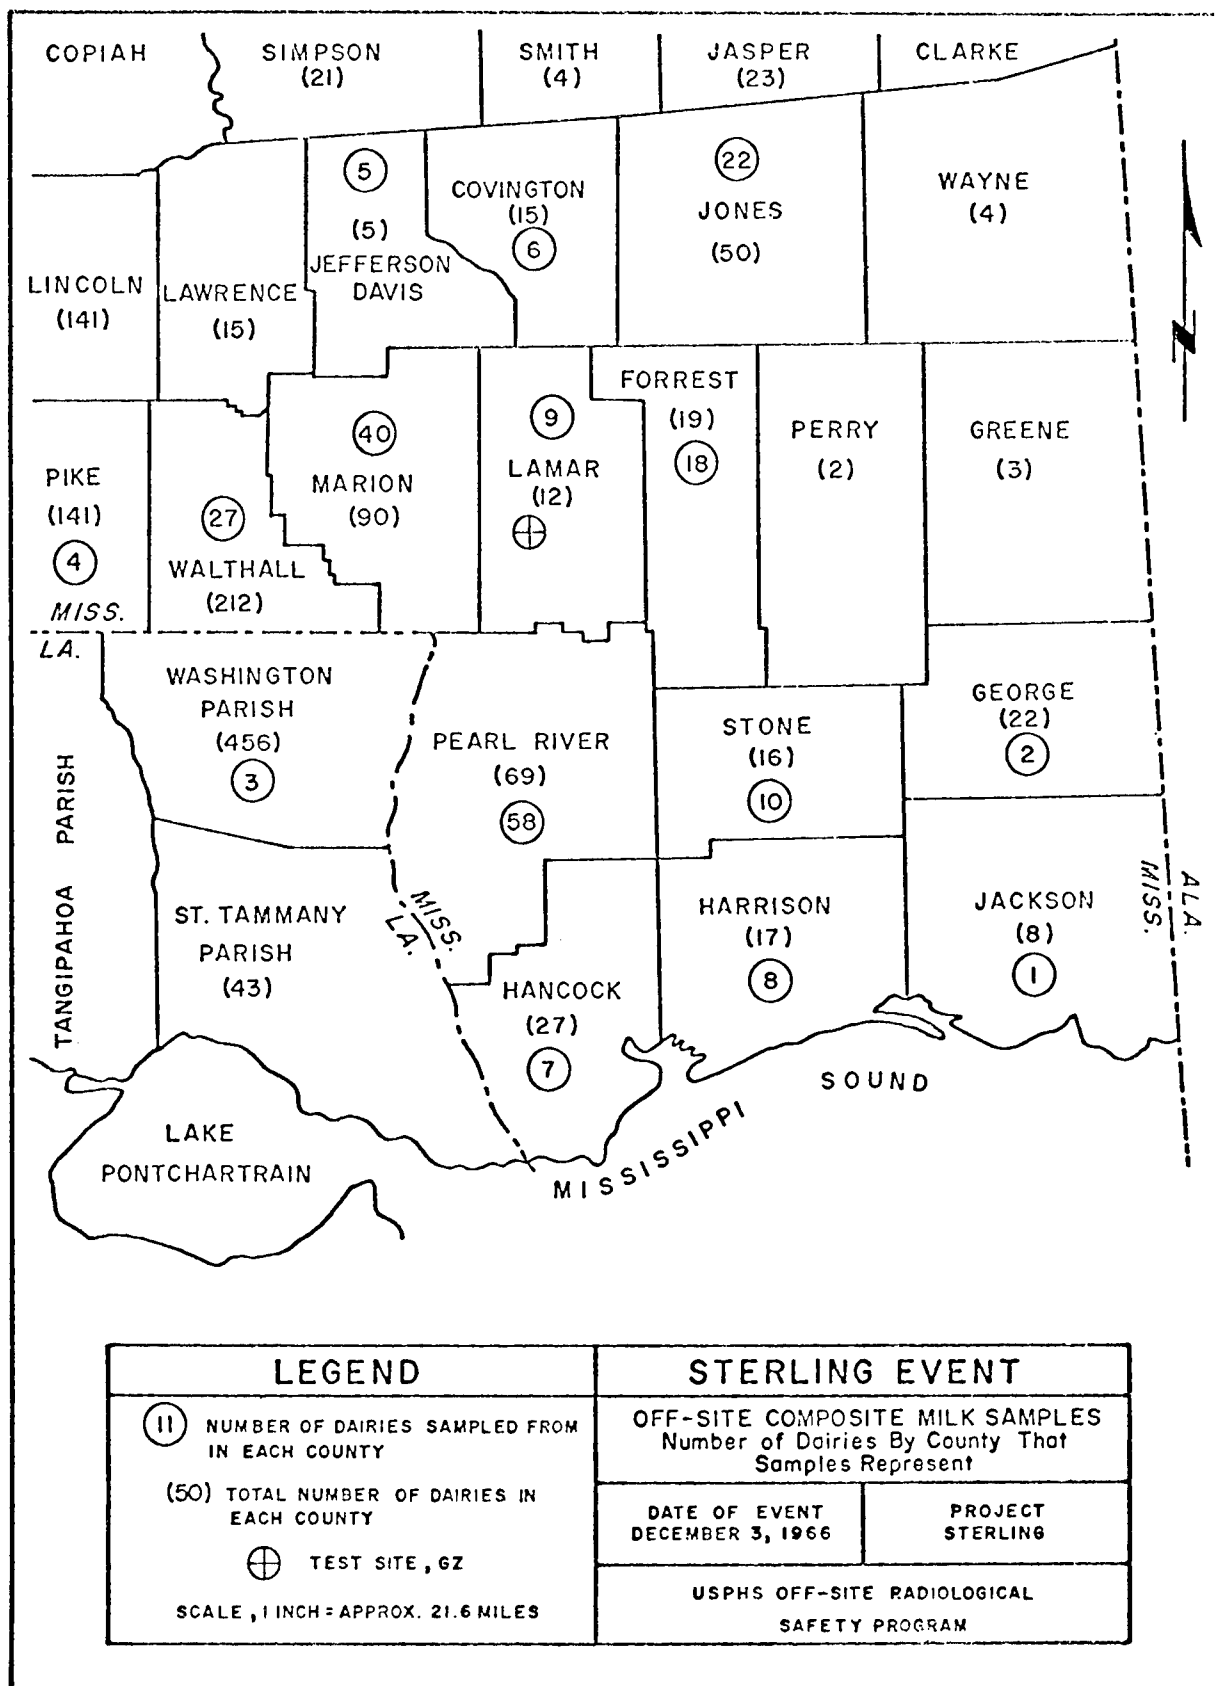 COPIAH
SIMPSON
(21)
SMITH
(4)
JASPER
(23)
CLARKE
5
(5)
JEFFERSON
DAVIS
COVINGTON
(15)
6
22
JONES
(50)
WAYNE
(4)
LINCOLN
(141)
LAWRENCE
(15)
PIKE
(141)
4
27
WALTHALL
(212)
40
MARION
(90)
9
LAMAR
(12)
FORREST
(19)
18
PERRY
(2)
GREENE
(3)
MISS.
LA.
WASHINGTON
PARISH
(456)
3
PEARL RIVER
(69)
58
STONE
(16)
10
GEORGE
(22)
2
TANGIPAHOA PARISH
ST. TAMMANY
PARISH
(43)
MISS.
LA.
HANCOCK
(27)
7
HARRISON
(17)
8
JACKSON
(8)
1
MISS.
ALA.
LAKE
PONTCHARTRAIN
MISSISSIPPI SOUND
N
LEGEND
11 NUMBER OF DAIRIES SAMPLED FROM
IN EACH COUNTY
(50) TOTAL NUMBER OF DAIRIES IN
EACH COUNTY
TEST SITE, GZ
SCALE, 1 INCH = APPROX. 21.6 MILES
STERLING EVENT
OFF-SITE COMPOSITE MILK SAMPLES
Number of Dairies By County That
Samples Represent
DATE OF EVENT
DECEMBER 3, 1966
PROJECT
STERLING
USPHS OFF-SITE RADIOLOGICAL
SAFETY PROGRAM